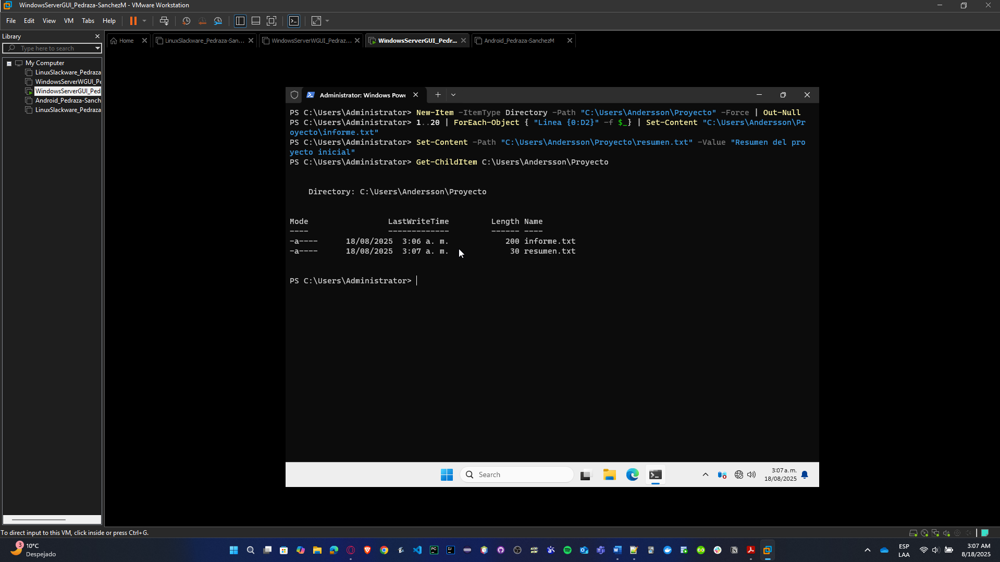 WindowsServerGUI_Pedraza-SanchezM - VMware Workstation
File Edit View VM Tabs Help
Library
Home
LinuxSlackware_Pedraza-San...
WindowsServerWGUI_Pedraz...
WindowsServerGUI_Pedr...
Android_Pedraza-SanchezM
Type here to search
My Computer
LinuxSlackware_Pedraza
WindowsServerWGUI_Pe
WindowsServerGUI_Ped
Android_Pedraza-Sanch
LinuxSlackware_Pedraza
Administrator: Windows Powe
PS C:\Users\Administrator> New-Item -ItemType Directory -Path "C:\Users\Andersson\Proyecto" -Force | Out-Null
PS C:\Users\Administrator> 1..20 | ForEach-Object { "Linea {0:D2}" -f $_} | Set-Content "C:\Users\Andersson\Pr
oyecto\informe.txt"
PS C:\Users\Administrator> Set-Content -Path "C:\Users\Andersson\Proyecto\resumen.txt" -Value "Resumen del pro
yecto inicial"
PS C:\Users\Administrator> Get-ChildItem C:\Users\Andersson\Proyecto
Directory: C:\Users\Andersson\Proyecto
Mode LastWriteTime Length Name
---- ------------- ------ ----
-a---- 18/08/2025 3:06 a. m. 200 informe.txt
-a---- 18/08/2025 3:07 a. m. 30 resumen.txt
PS C:\Users\Administrator>
Search
3:07 a. m.
18/08/2025
To direct input to this VM, click inside or press Ctrl+G.
3
10°C
Despejado
PC
IJ
ESP
LAA
3:07 AM
8/18/2025